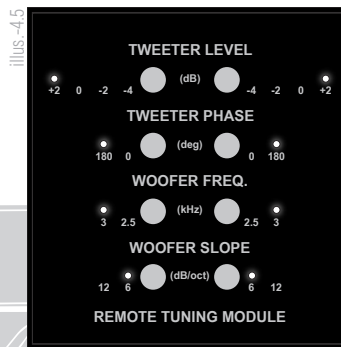 illus.-4.5
TWEETER LEVEL
+2 0 -2 -4 (dB) -4 -2 0 +2
TWEETER PHASE
180 0 (deg) 0 180
WOOFER FREQ.
3 2.5 (kHz) 2.5 3
WOOFER SLOPE
12 6 (dB/oct) 6 12
REMOTE TUNING MODULE